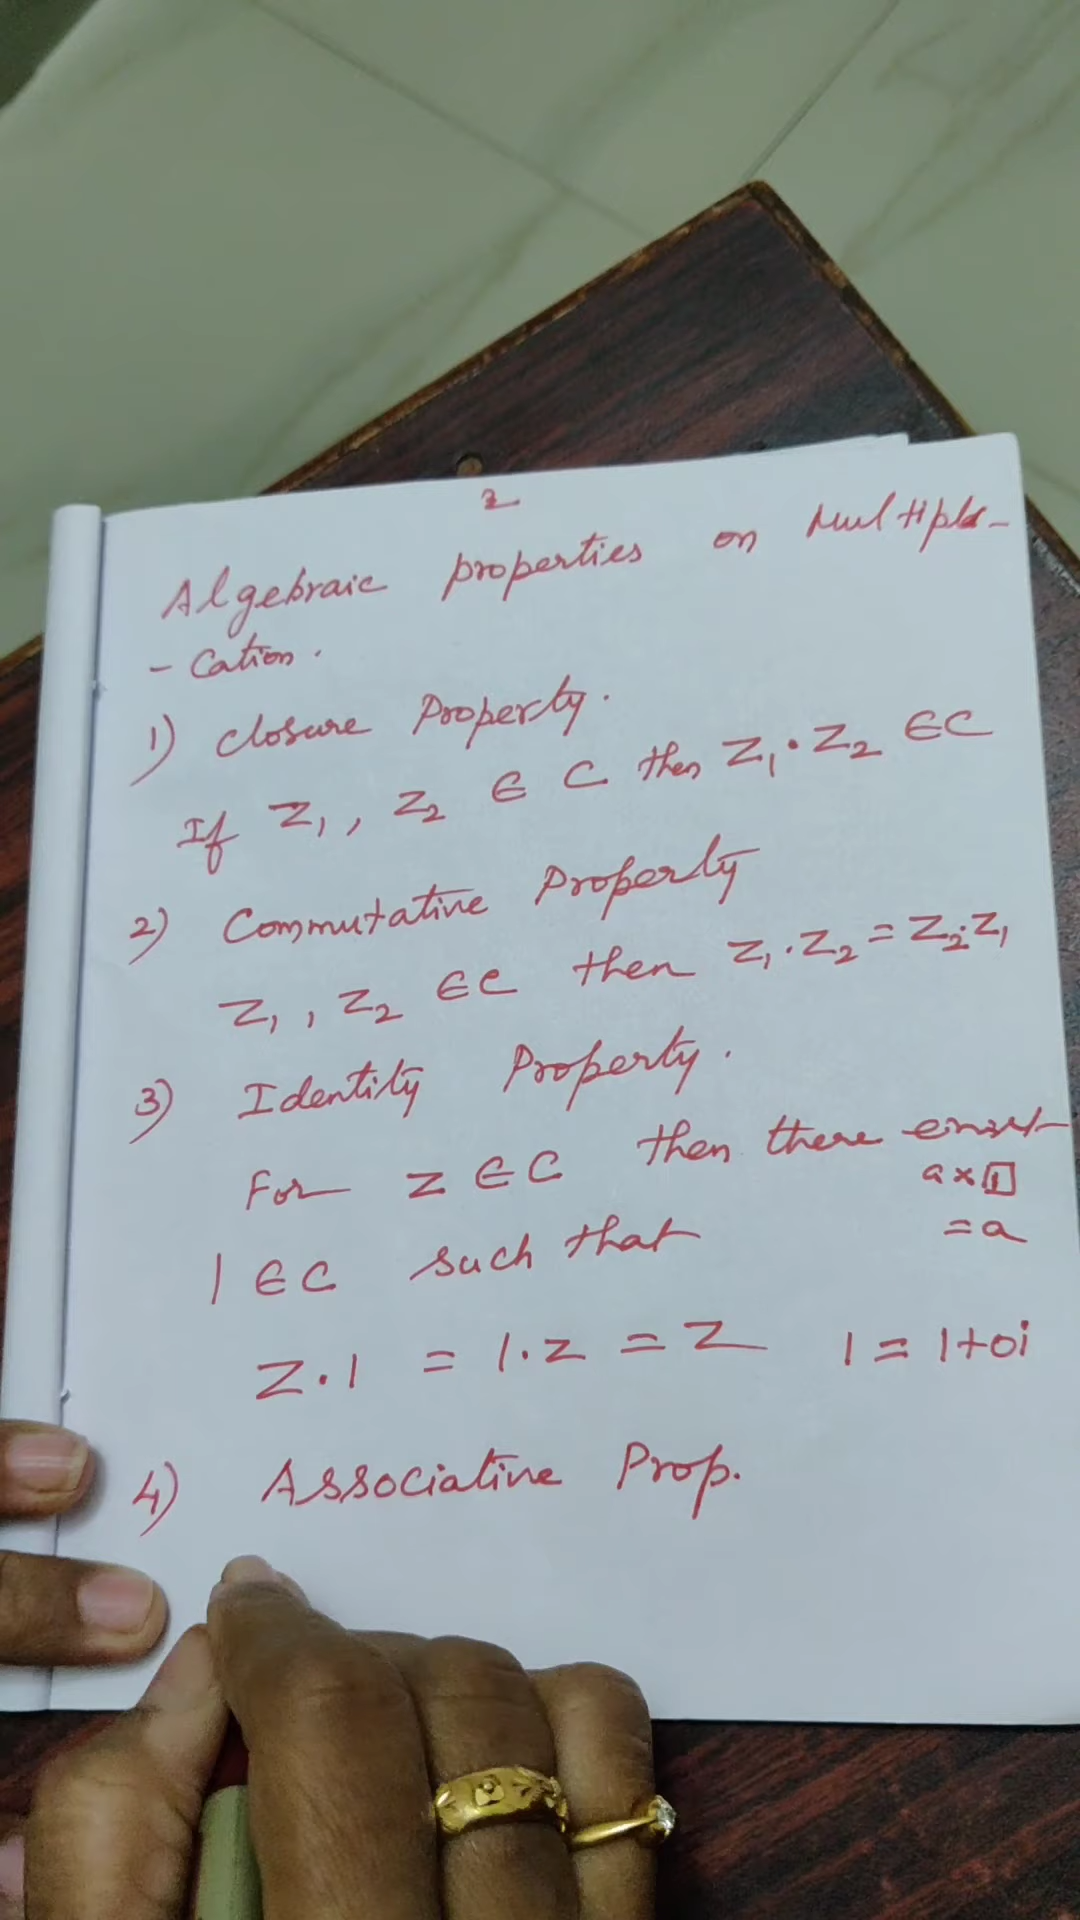 2
Algebraic properties on Multipli-
- cation.
1) Closure Property.
If Z₁, Z₂ ∈ C then Z₁·Z₂ ∈ C
2) Commutative Property
Z₁, Z₂ ∈ C then Z₁·Z₂ = Z₂·Z₁
3) Identity Property.
For z ∈ C then there exist
a×1
1 ∈ C such that
=a
Z·1 = 1·z = Z 1 = 1+0i
4) Associative Prop.